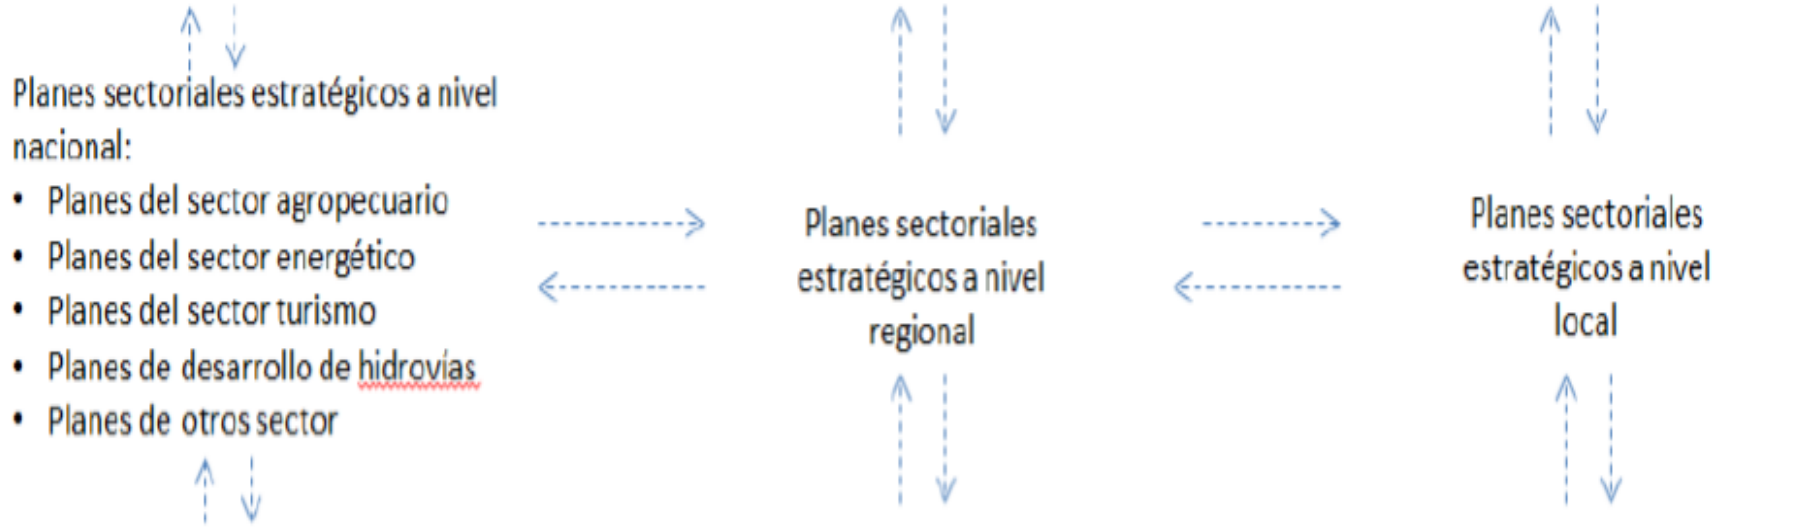 Planes sectoriales estratégicos a nivel
nacional:
• Planes del sector agropecuario
• Planes del sector energético
• Planes del sector turismo
• Planes de desarrollo de hidrovías
• Planes de otros sector
Planes sectoriales
estratégicos a nivel
regional
Planes sectoriales
estratégicos a nivel
local